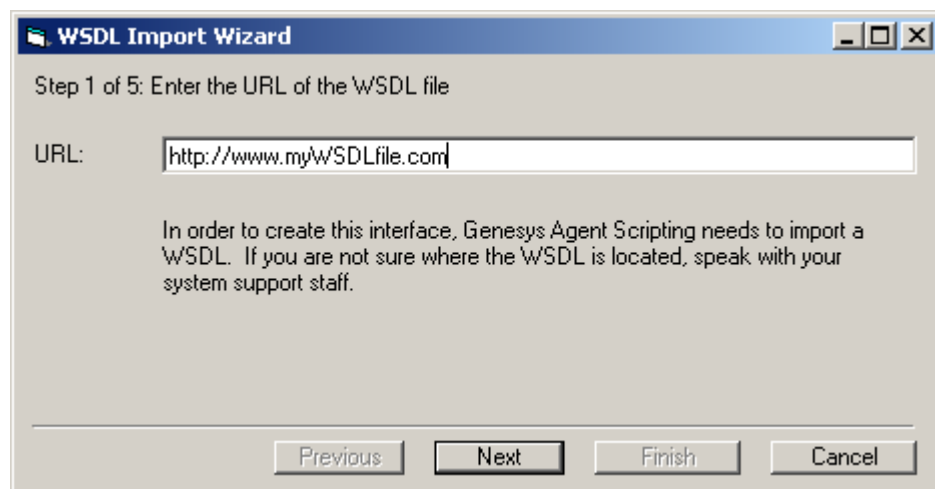 WSDL Import Wizard
Step 1 of 5: Enter the URL of the WSDL file
URL: http://www.myWSDLfile.com
In order to create this interface, Genesys Agent Scripting needs to import a
WSDL.  If you are not sure where the WSDL is located, speak with your
system support staff.
Previous Next Finish Cancel